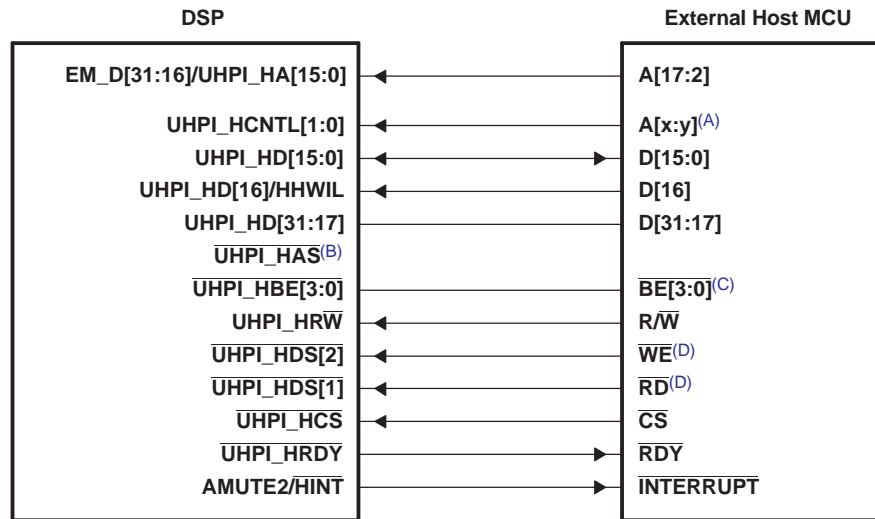 DSP External Host MCU
EM_D[31:16]/UHPI_HA[15:0] A[17:2]
UHPI_HCNTL[1:0] A[x:y](A)
UHPI_HD[15:0] D[15:0]
UHPI_HD[16]/HHWIL D[16]
UHPI_HD[31:17] D[31:17]
UHPI_HAS(B)
UHPI_HBE[3:0] BE[3:0](C)
UHPI_HRW R/W
UHPI_HDS[2] WE(D)
UHPI_HDS[1] RD(D)
UHPI_HCS CS
UHPI_HRDY RDY
AMUTE2/HINT INTERRUPT